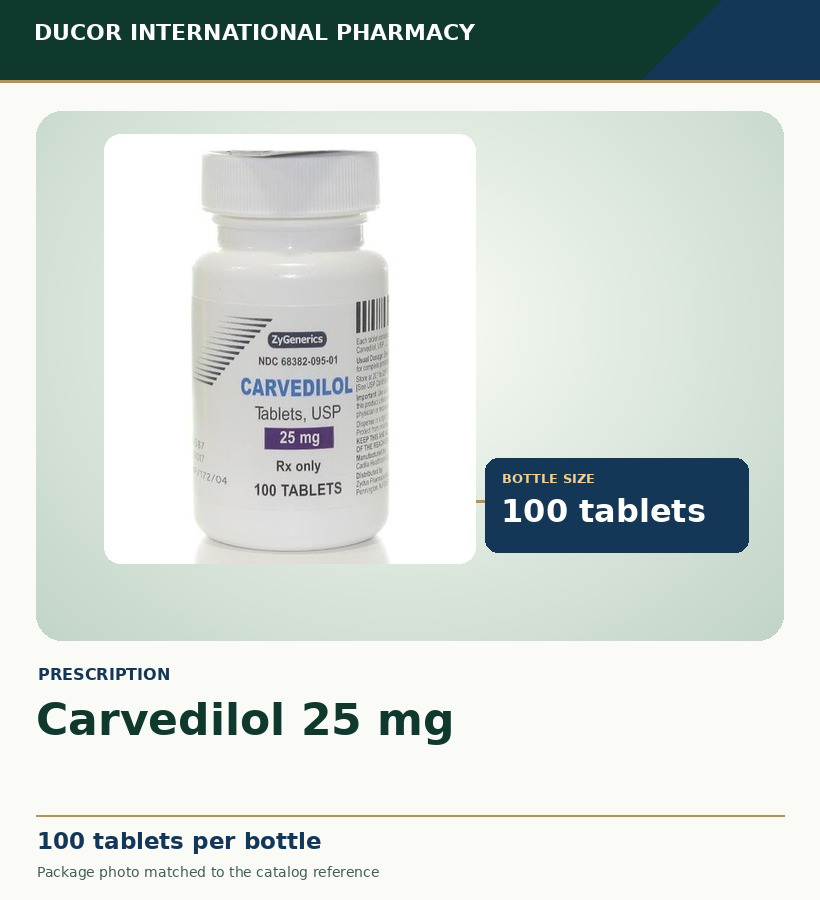 DUCOR INTERNATIONAL PHARMACY
ZyGenerics
NDC 68382-095-01
CARVEDILOL
Tablets, USP
25 mg
Rx only
100 TABLETS
BOTTLE SIZE
100 tablets
PRESCRIPTION
Carvedilol 25 mg
100 tablets per bottle
Package photo matched to the catalog reference